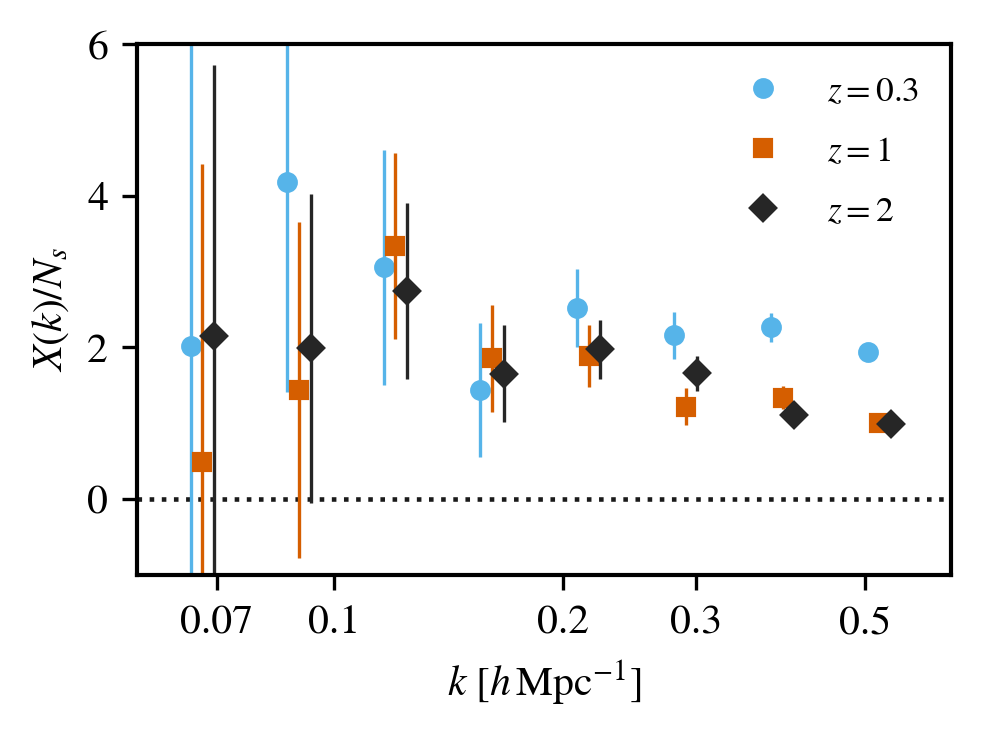 6
4
2
0
X(k)/N_s
z = 0.3
z = 1
z = 2
0.07 0.1 0.2 0.3 0.5
k [h Mpc⁻¹]